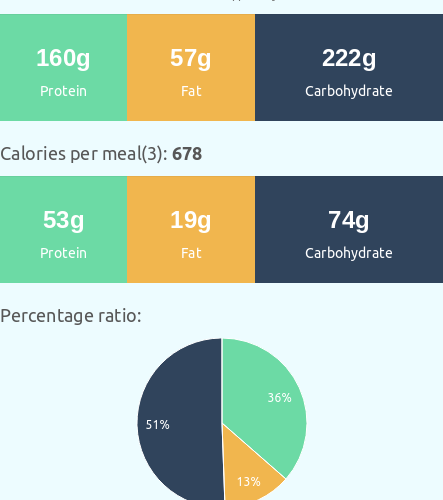 160g 57g 222g
Protein Fat Carbohydrate
Calories per meal(3): 678
53g 19g 74g
Protein Fat Carbohydrate
Percentage ratio:
36%
51%
13%